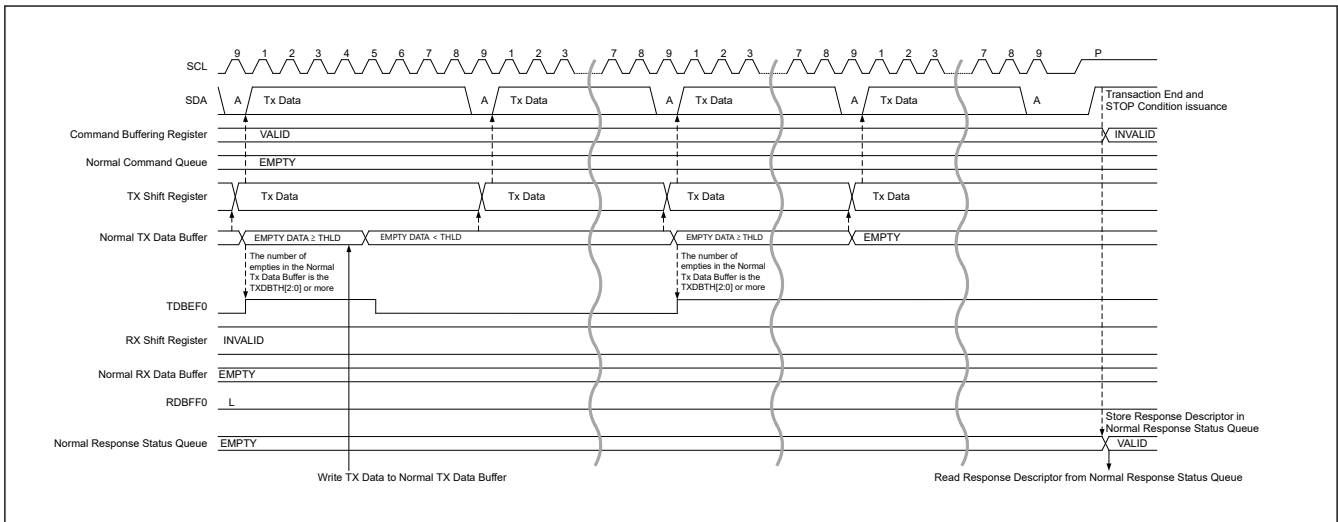 9 1 2 3 4 5 6 7 8 9 1 2 3 7 8 9 1 2 3 7 8 9 1 2 3 7 8 9 P
SCL
SDA A Tx Data A Tx Data A Tx Data A Tx Data A
Transaction End and
STOP Condition issuance
Command Buffering Register VALID INVALID
Normal Command Queue EMPTY
TX Shift Register Tx Data Tx Data Tx Data Tx Data
Normal TX Data Buffer EMPTY DATA ≥ THLD EMPTY DATA < THLD EMPTY DATA ≥ THLD EMPTY
The number of
empties in the Normal
Tx Data Buffer is the
TXDBTH[2:0] or more
The number of
empties in the Normal
Tx Data Buffer is the
TXDBTH[2:0] or more
TDBEF0
RX Shift Register INVALID
Normal RX Data Buffer EMPTY
RDBFF0 L
Store Response Descriptor in
Normal Response Status Queue
Normal Response Status Queue EMPTY VALID
Write TX Data to Normal TX Data Buffer Read Response Descriptor from Normal Response Status Queue